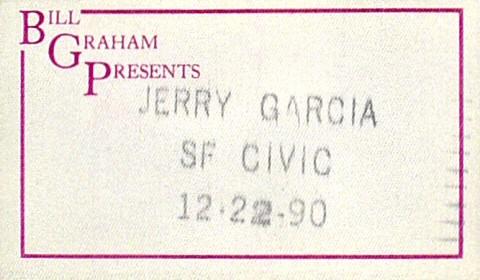 BILL
GRAHAM
PRESENTS
JERRY GARCIA
SF CIVIC
12-22-90